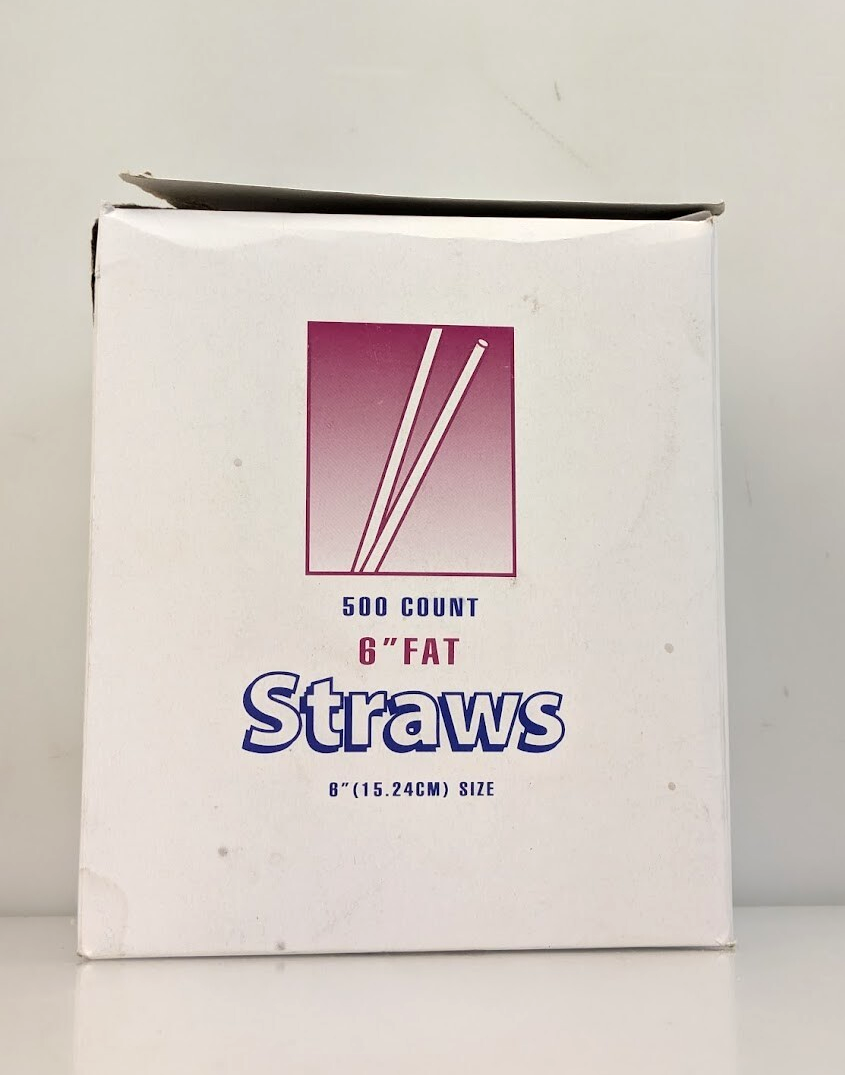 500 COUNT
6"FAT
Straws
6"(15.24CM) SIZE